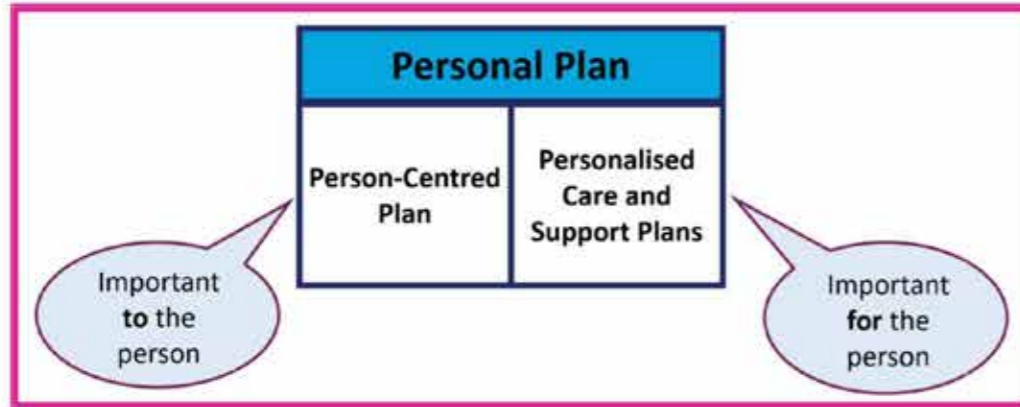 Personal Plan
Person-Centred
Plan
Personalised
Care and
Support Plans
Important
to the
person
Important
for the
person